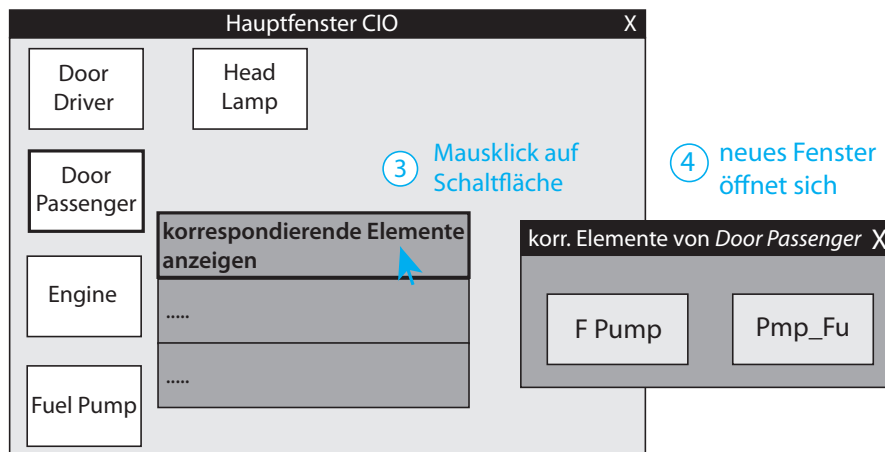 Hauptfenster CIO X
Door
Driver
Head
Lamp
3 Mausklick auf
Schaltfläche
4 neues Fenster
öffnet sich
Door
Passenger
korrespondierende Elemente
anzeigen
korr. Elemente von Door Passenger X
Engine
.....
F Pump
Pmp_Fu
.....
Fuel Pump